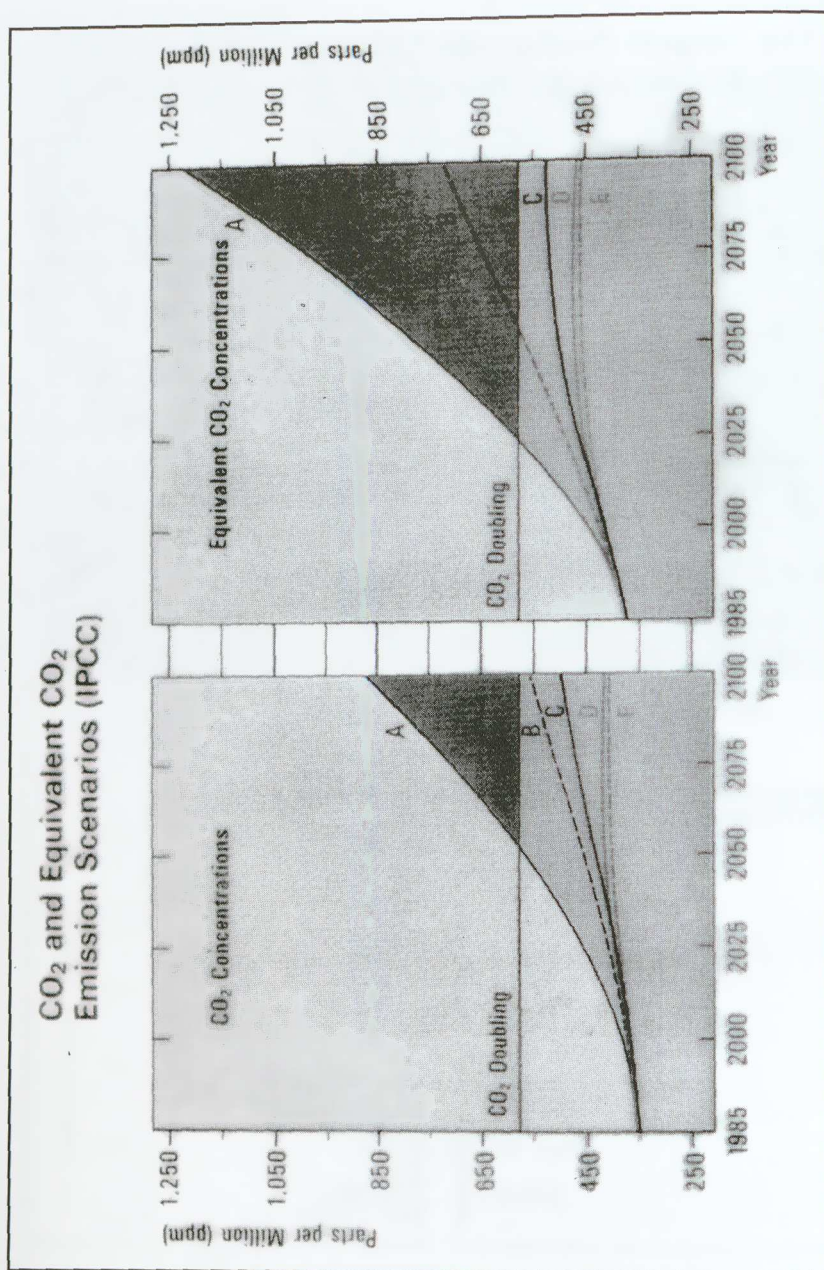 CO₂ and Equivalent CO₂
Emission Scenarios (IPCC)
Parts per Million (ppm)
1.250
1.050
850
650
450
250
CO₂ Concentrations
CO₂ Doubling
A
B
C
D
E
1985
2000
2025
2050
2075
2100
Year
Equivalent CO₂ Concentrations
CO₂ Doubling
A
B
C
D
E
1985
2000
2025
2050
2075
2100
Year
Parts per Million (ppm)
1.250
1.050
850
650
450
250